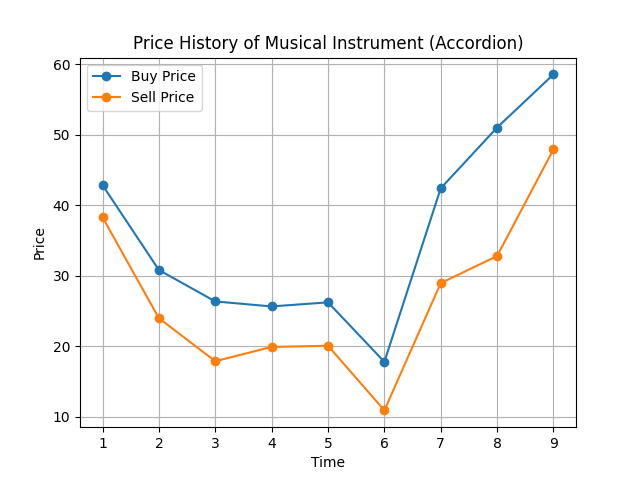 Price History of Musical Instrument (Accordion)
Buy Price
Sell Price
60
50
40
30
20
10
Price
1 2 3 4 5 6 7 8 9
Time